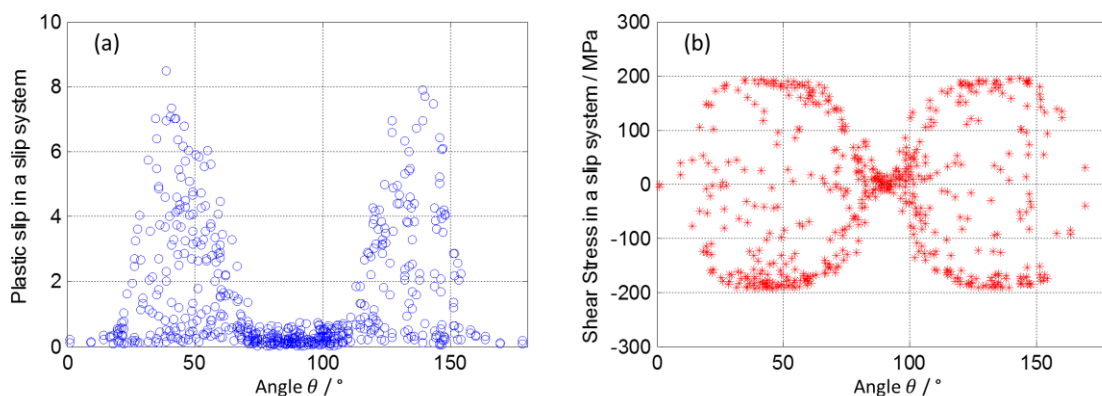 (a)
Plastic slip in a slip system
10
8
6
4
2
0
0 50 100 150
Angle θ / °
(b)
Shear Stress in a slip system / MPa
300
200
100
0
-100
-200
-300
0 50 100 150
Angle θ / °